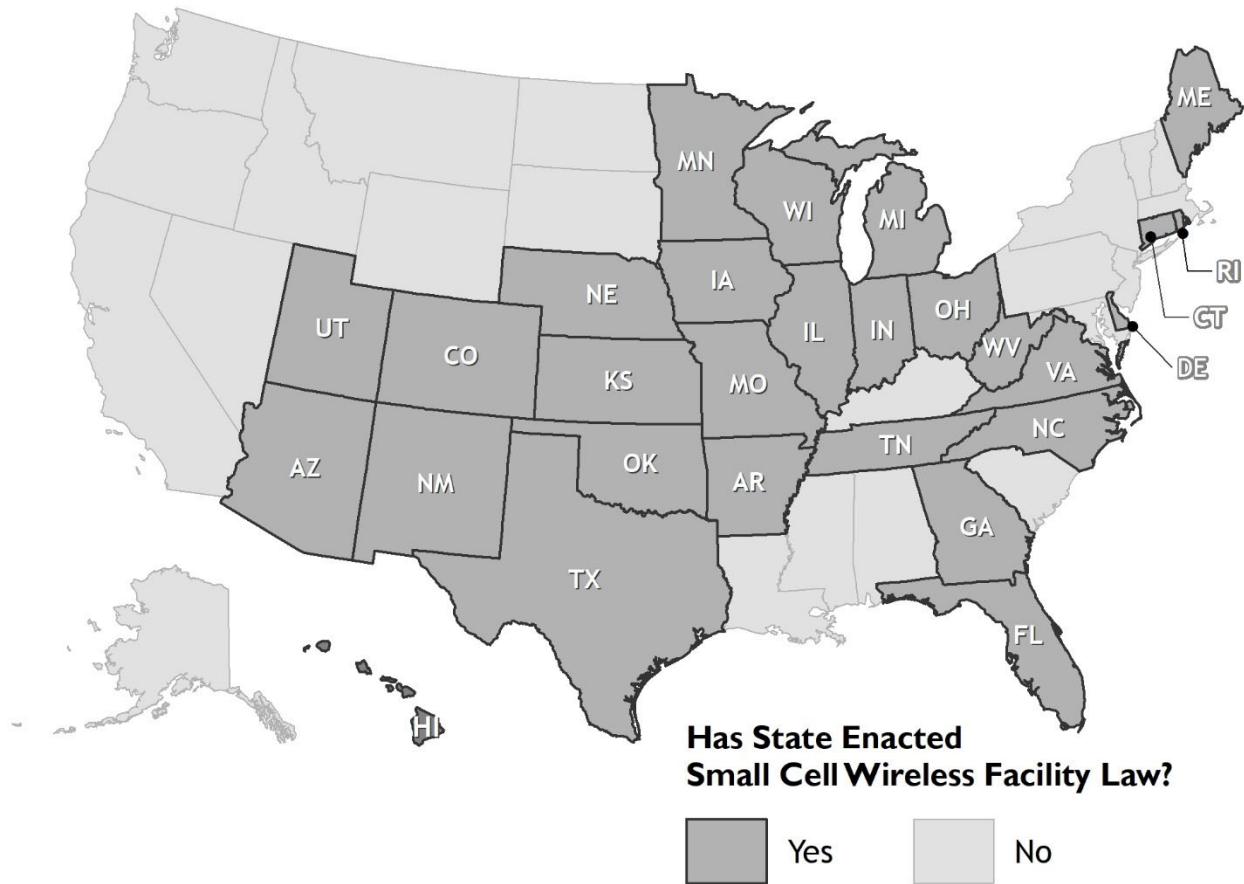 ME
MN
WI
MI
RI
NE
IA
CT
UT
IL
IN
OH
CO
WV
DE
KS
MO
VA
NC
TN
AZ
OK
NM
AR
GA
TX
FL
HI
Has State Enacted
Small Cell Wireless Facility Law?
Yes
No